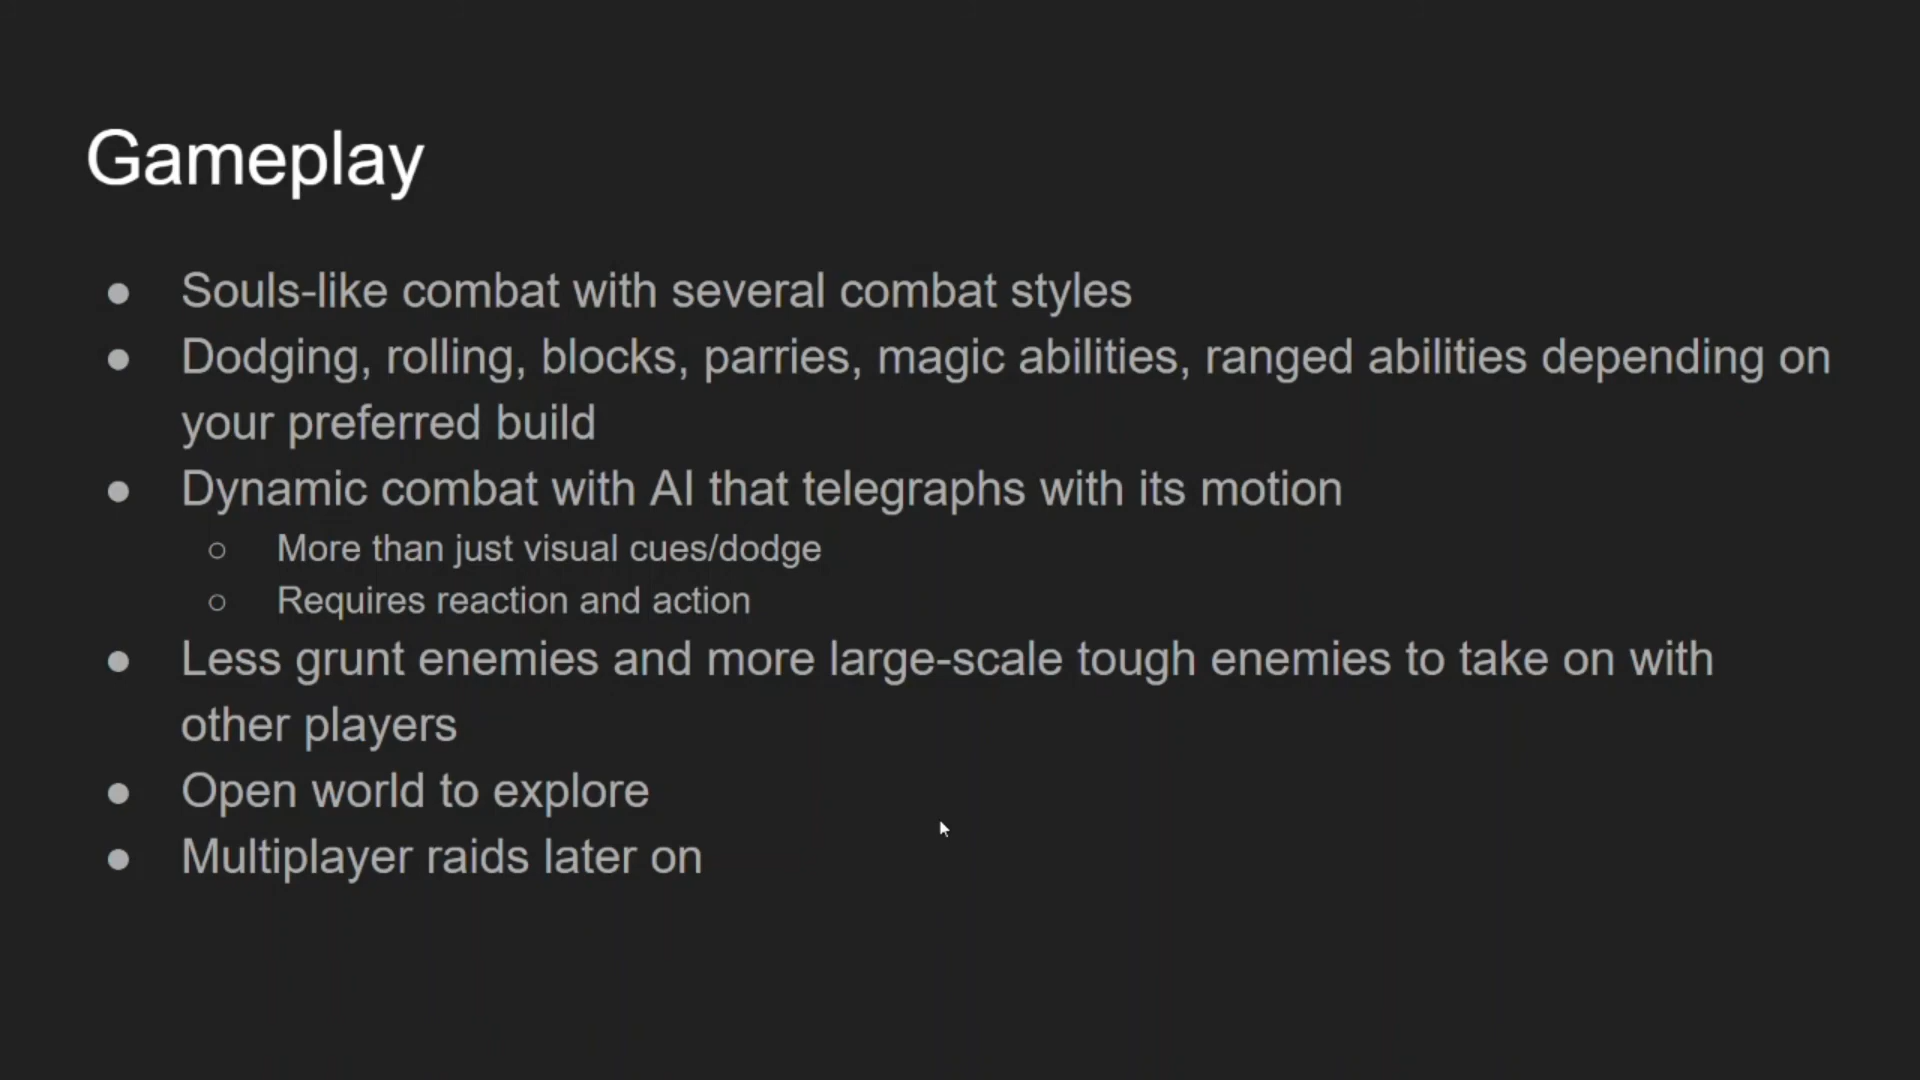 Gameplay
● Souls-like combat with several combat styles
● Dodging, rolling, blocks, parries, magic abilities, ranged abilities depending on
your preferred build
● Dynamic combat with AI that telegraphs with its motion
○ More than just visual cues/dodge
○ Requires reaction and action
● Less grunt enemies and more large-scale tough enemies to take on with
other players
● Open world to explore
● Multiplayer raids later on